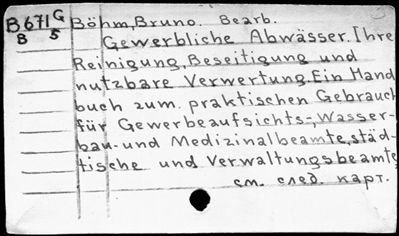 B671 G Böhm, Bruno. Bearb.
B 5 Gewerbliche Abwässer. Ihre
Reinigung, Beseitigung und
nutzbare Verwertung. Ein Hand
buch zum praktischen Gebrauch
für Gewerbeaufsichts-, Wasser-
bau- und Medizinalbeamte, städ-
tische und Verwaltungsbeamte,
см. след. карт.